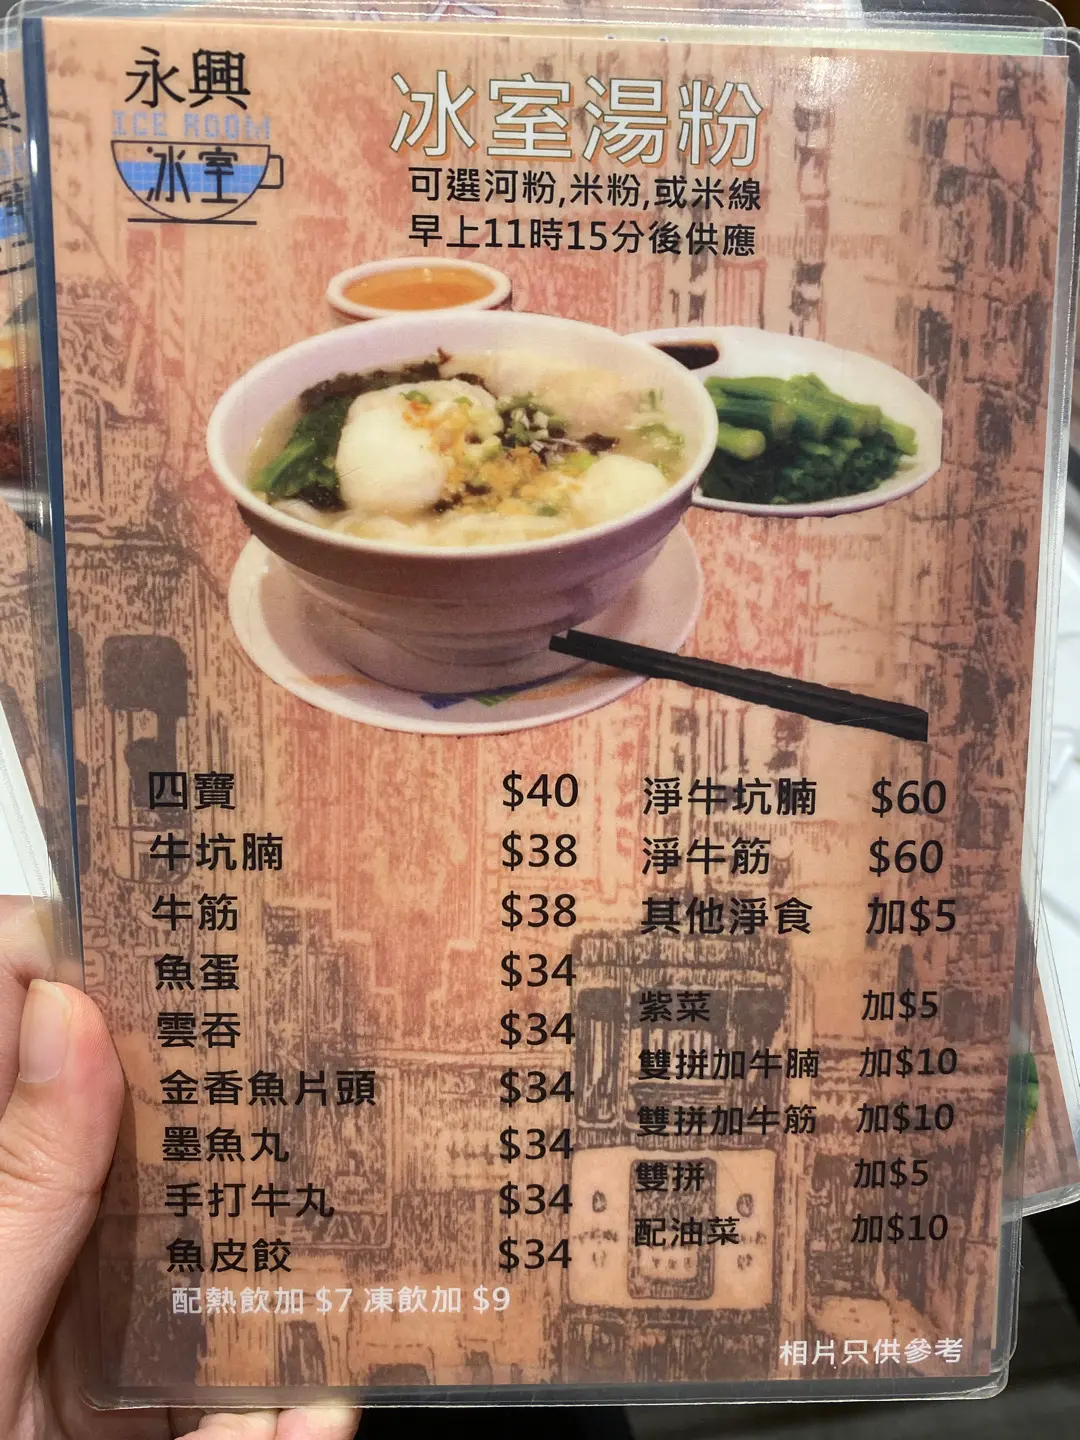 永興
ICE ROOM
冰室
冰室湯粉
可選河粉,米粉,或米線
早上11時15分後供應
四寶 $40
牛坑腩 $38
牛筋 $38
魚蛋 $34
雲吞 $34
金香魚片頭 $34
墨魚丸 $34
手打牛丸 $34
魚皮餃 $34
配熱飲加 $7 凍飲加 $9
淨牛坑腩 $60
淨牛筋 $60
其他淨食 加$5
紫菜 加$5
雙拼加牛腩 加$10
雙拼加牛筋 加$10
雙拼 加$5
配油菜 加$10
相片只供參考